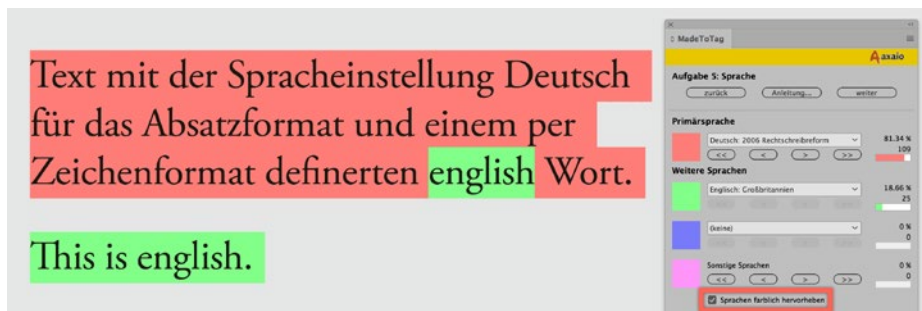 Text mit der Spracheinstellung Deutsch
für das Absatzformat und einem per
Zeichenformat definerten english Wort.
This is english.
MadeToTag
axaio
Aufgabe 5: Sprache
zurück Anleitung... weiter
Primärsprache
Deutsch: 2006 Rechtschreibreform 81.34 %
<< < > >> 109
Weitere Sprachen
Englisch: Großbritannien 18.66 %
<< < > >> 25
(keine) 0 %
<< < > >> 0
Sonstige Sprachen 0 %
<< < > >> 0
Sprachen farblich hervorheben